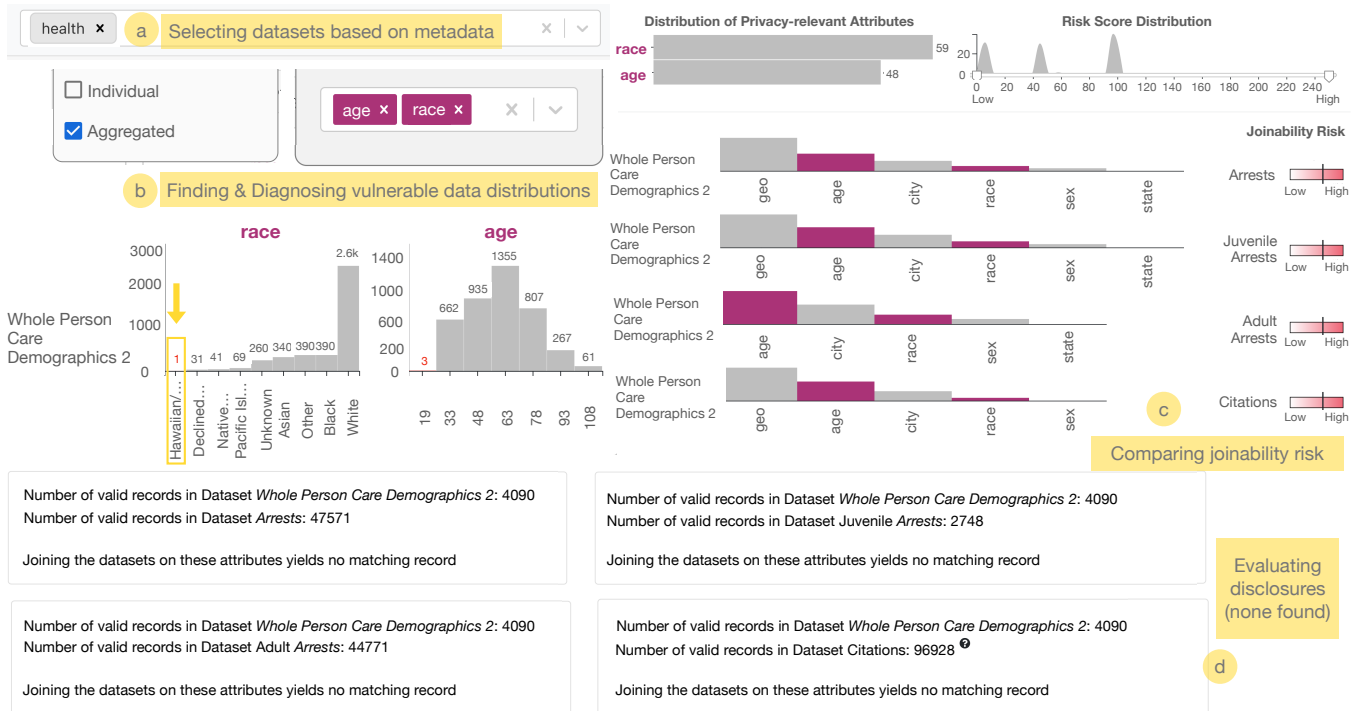 health ×
a
Selecting datasets based on metadata
×
Individual
Aggregated
age ×
race ×
×
b
Finding & Diagnosing vulnerable data distributions
Distribution of Privacy-relevant Attributes
race
59
age
48
Risk Score Distribution
20
0
0 20 40 60 80 100 120 140 160 180 200 220 240
Low
High
Joinability Risk
Whole Person
Care
Demographics 2
geo
age
city
race
sex
state
Arrests
Low High
Whole Person
Care
Demographics 2
geo
age
city
race
sex
state
Juvenile
Arrests
Low High
Whole Person
Care
Demographics 2
age
city
race
sex
state
Adult
Arrests
Low High
Whole Person
Care
Demographics 2
geo
age
city
race
sex
Citations
Low High
c
Comparing joinability risk
Whole Person
Care
Demographics 2
race
3000
2000
1000
0
1
31
41
69
260
340
390
390
2.6k
Hawaiian/...
Declined...
Native...
Pacific Isl...
Unknown
Asian
Other
Black
White
age
1400
1000
600
200
0
3
662
935
1355
807
267
61
19
33
48
63
78
93
108
Number of valid records in Dataset Whole Person Care Demographics 2: 4090
Number of valid records in Dataset Arrests: 47571
Joining the datasets on these attributes yields no matching record
Number of valid records in Dataset Whole Person Care Demographics 2: 4090
Number of valid records in Dataset Juvenile Arrests: 2748
Joining the datasets on these attributes yields no matching record
Number of valid records in Dataset Whole Person Care Demographics 2: 4090
Number of valid records in Dataset Adult Arrests: 44771
Joining the datasets on these attributes yields no matching record
Number of valid records in Dataset Whole Person Care Demographics 2: 4090
Number of valid records in Dataset Citations: 96928 ?
Joining the datasets on these attributes yields no matching record
Evaluating
disclosures
(none found)
d